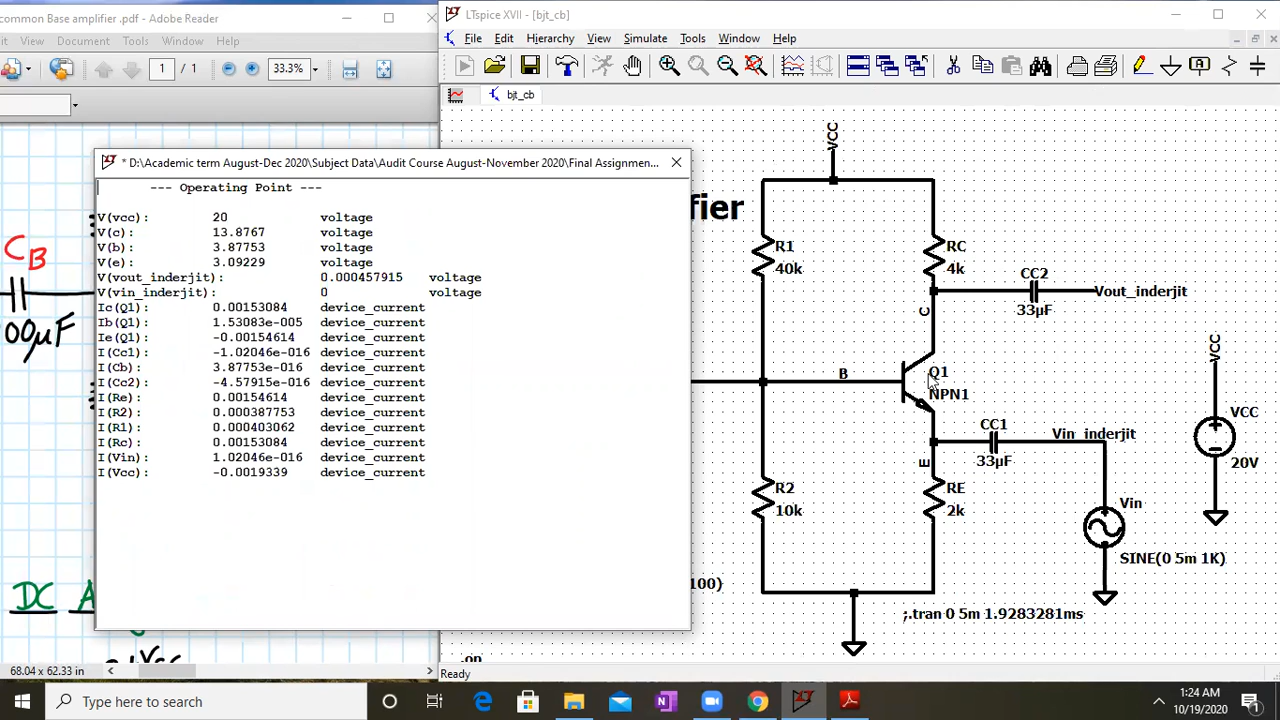 common Base amplifier .pdf - Adobe Reader
LTspice XVII - [bjt_cb]
it View Document Tools Window Help
File Edit Hierarchy View Simulate Tools Window Help
/ 1 33.3%
bjt_cb
* D:\Academic term August-Dec 2020\Subject Data\Audit Course August-November 2020\Final Assignmen...
--- Operating Point ---
V(vcc): 20 voltage
V(c): 13.8767 voltage
V(b): 3.87753 voltage
V(e): 3.09229 voltage
V(vout_inderjit): 0.000457915 voltage
V(vin_inderjit): 0 voltage
Ic(Q1): 0.00153084 device_current
Ib(Q1): 1.53083e-005 device_current
Ie(Q1): -0.00154614 device_current
I(Cc1): -1.02046e-016 device_current
I(Cb): 3.87753e-016 device_current
I(Cc2): -4.57915e-016 device_current
I(Re): 0.00154614 device_current
I(R2): 0.000387753 device_current
I(R1): 0.000403062 device_current
I(Rc): 0.00153084 device_current
I(Vin): 1.02046e-016 device_current
I(Vcc): -0.0019339 device_current
CB
00µF
DC A
VCC
fier
VCC
R1
40k
RC
4k
CC2
33µF
Vout_inderjit
C
B
Q1
NPN1
CC1
33µF
Vin_inderjit
E
R2
10k
RE
2k
Vin
SINE(0 5m 1K)
VCC
VCC
20V
100)
;.tran 0 5m 1.9283281ms
.op
68.04 x 62.33 in
Ready
Type here to search
1:24 AM
10/19/2020
1